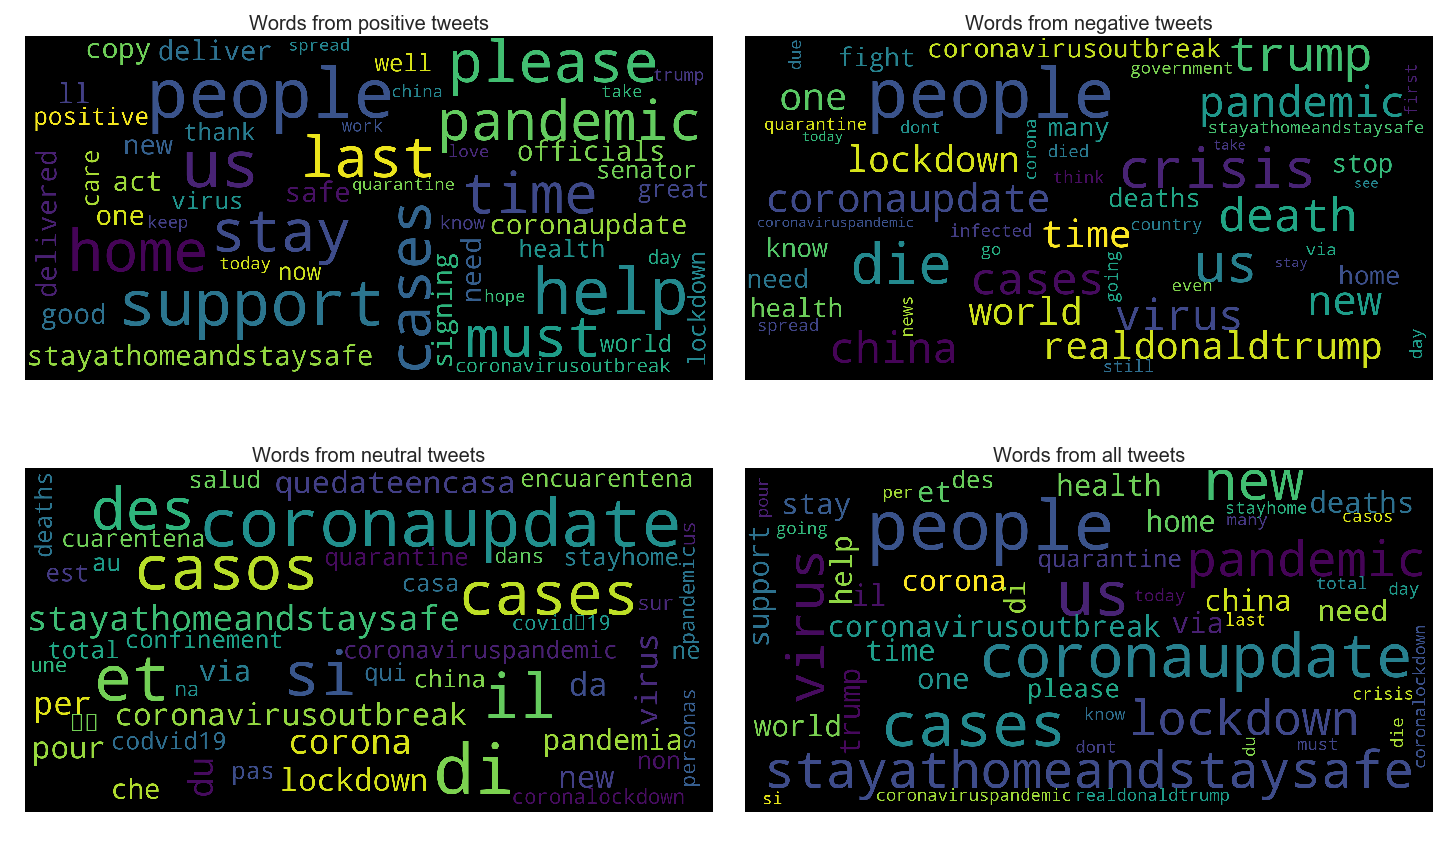 Words from positive tweets
copy deliver spread well please trump
ll people china take
positive work pandemic
new thank last love officials
delivered care act us safe quarantine time senator great
virus
one keep stay cases know coronaupdate
home today now need health day
good support signing hope help lockdown
must world
stayathomeandstaysafe coronavirusoutbreak
Words from negative tweets
due fight coronavirusoutbreak trump
government first
one people pandemic
quarantine today dont corona many stayathomeandstaysafe
lockdown died take crisis stop
think see
coronaupdate deaths death
coronaviruspandemic infected time country
know go via
need die cases going us stay home
even
health world virus new
spread news
china realdonaldtrump day
still
Words from neutral tweets
deaths salud quedateencasa encuarentena
des coronaupdate
cuarentena quarantine dans stayhome pandemic us
est au casos casa cases sur
stayathomeandstaysafe covid▯19
total confinement coronaviruspandemic ne
une et na via si qui china il da virus
per coronavirusoutbreak personas
▯▯
pour codvid19 corona pandemia
du pas lockdown di new non
che coronalockdown
Words from all tweets
pour stay per et des health new deaths
going people stayhome casos
support home many
virus help quarantine pandemic
corona di us total day
il today china need
coronavirusoutbreak via last
time coronaupdate coronalockdown
one please crisis
world trump cases know lockdown die
dont du must
stayathomeandstaysafe
si coronaviruspandemic realdonaldtrump